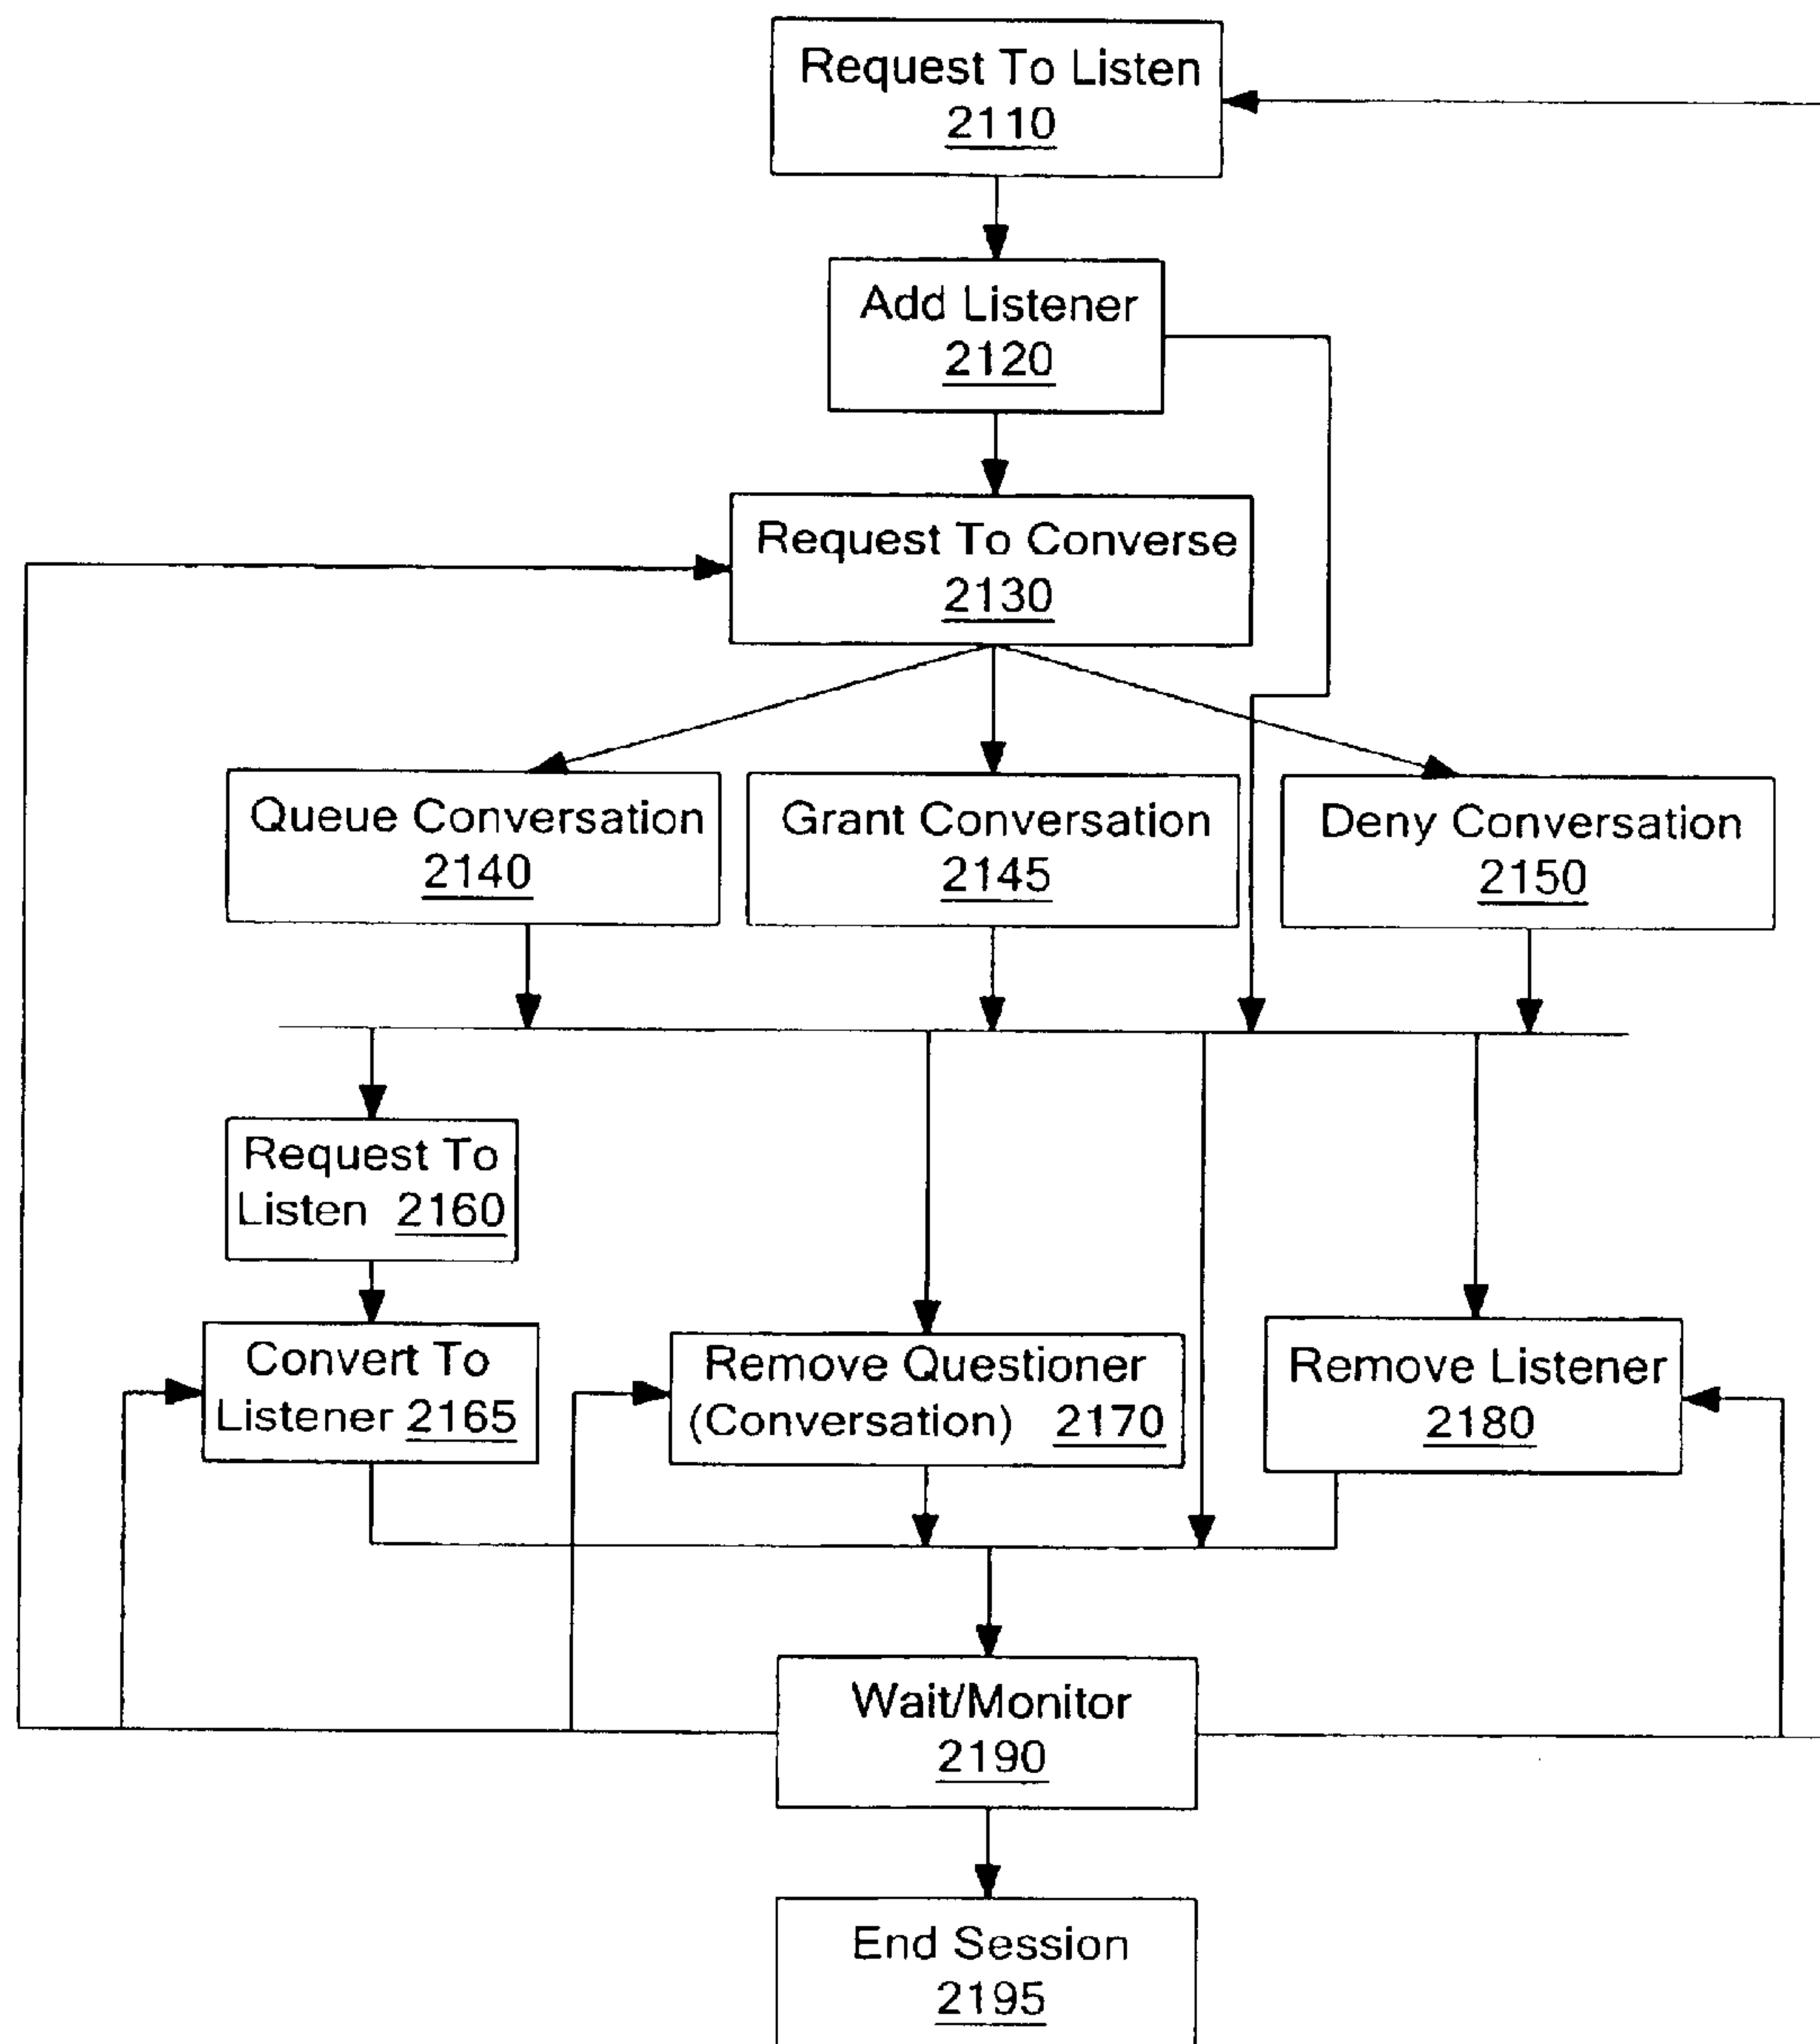 Request To Listen
2110
Add Listener
2120
Request To Converse
2130
Queue Conversation
2140
Grant Conversation
2145
Deny Conversation
2150
Request To
Listen 2160
Convert To
Listener 2165
Remove Questioner
(Conversation) 2170
Remove Listener
2180
Wait/Monitor
2190
End Session
2195